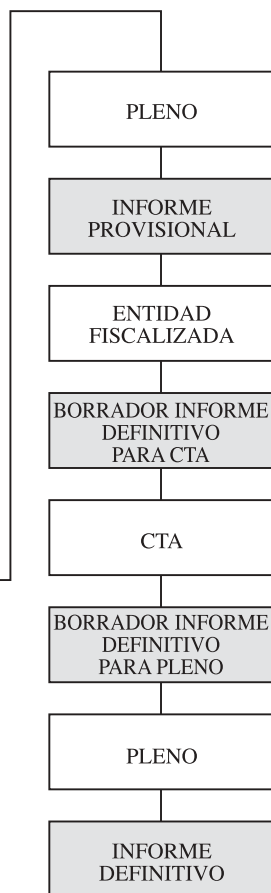 PLENO
INFORME
PROVISIONAL
ENTIDAD
FISCALIZADA
BORRADOR INFORME
DEFINITIVO
PARA CTA
CTA
BORRADOR INFORME
DEFINITIVO
PARA PLENO
PLENO
INFORME
DEFINITIVO